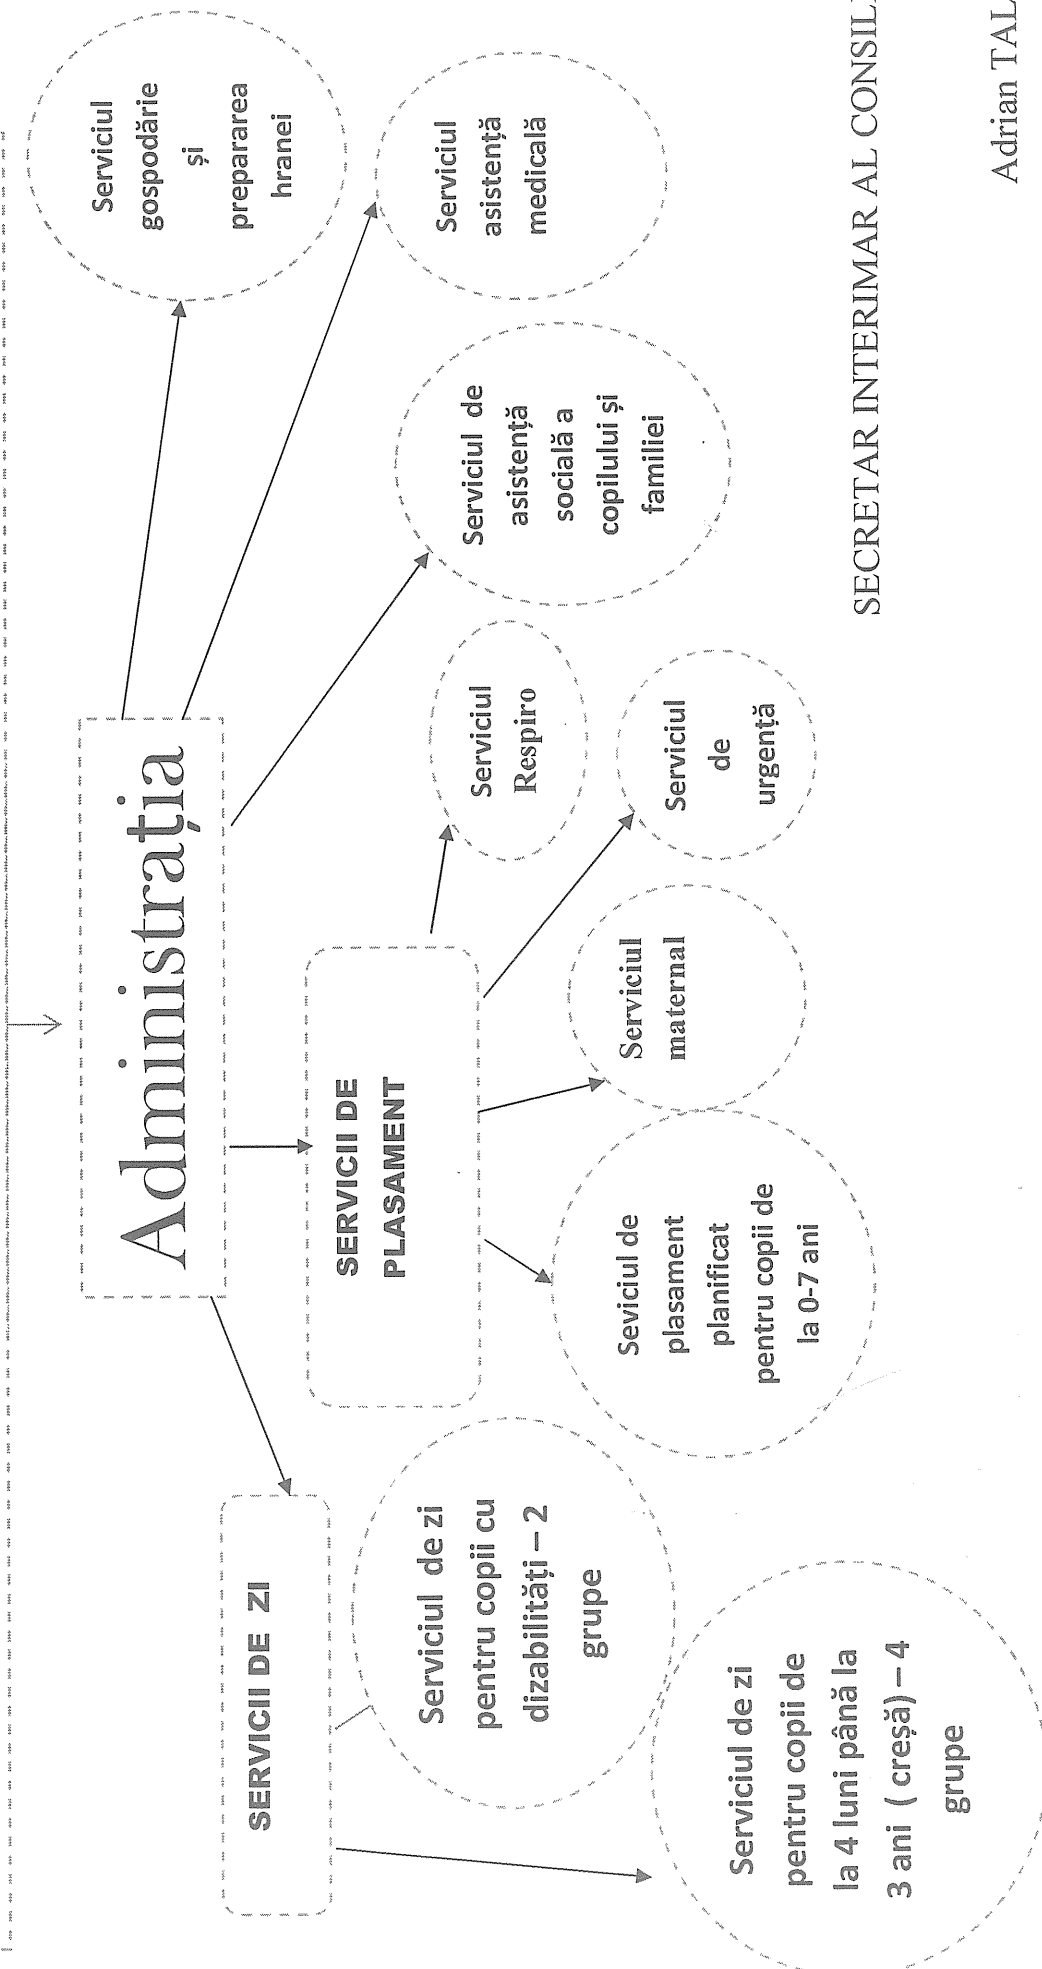 Administrația
SERVICII DE ZI
Serviciul de zi
pentru copii cu
dizabilități – 2
grupe
Serviciul de zi
pentru copii de
la 4 luni până la
3 ani ( creșă) – 4
grupe
SERVICII DE
PLASAMENT
Seviciul de
plasament
planificat
pentru copii de
la 0-7 ani
Serviciul
maternal
Serviciul
de
urgență
Serviciul
Respiro
Serviciul de
asistență
socială a
copilului și
familiei
Serviciul
asistență
medicală
Serviciul
gospodărie
și
prepararea
hranei
SECRETAR INTERIMAR AL
Adrian